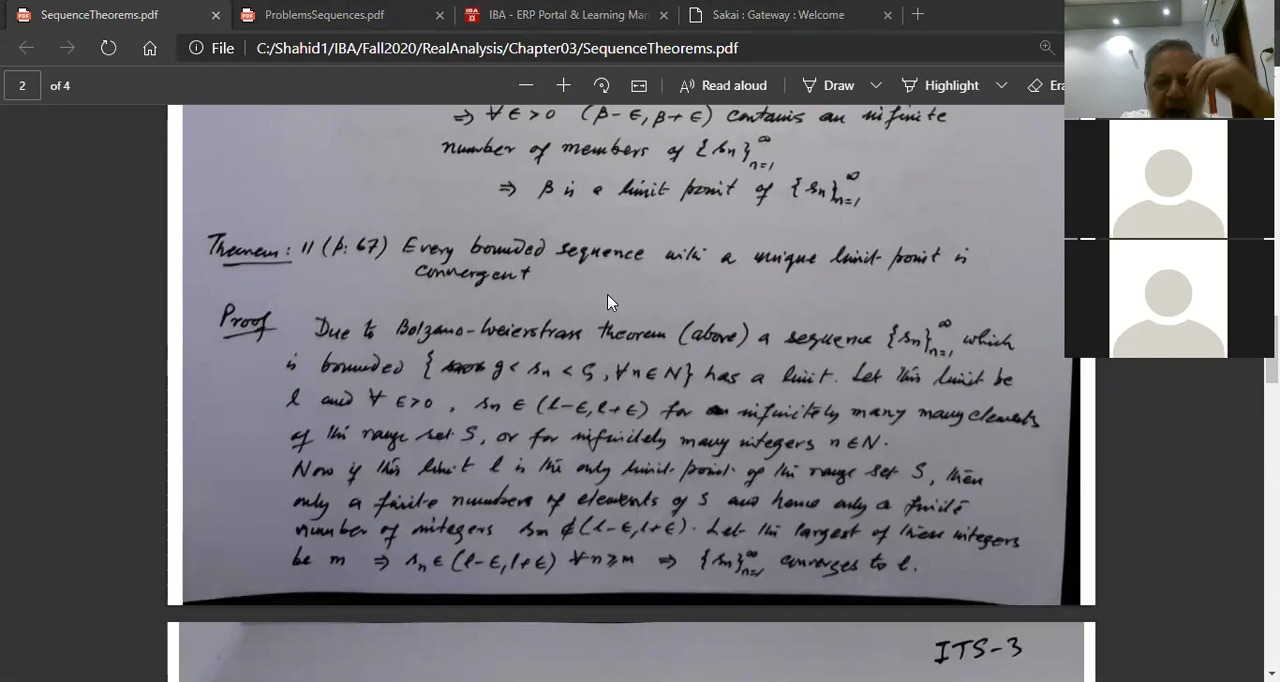 SequenceTheorems.pdf
ProblemsSequences.pdf
IBA - ERP Portal & Learning Man
Sakai : Gateway : Welcome
File
C:/Shahid1/IBA/Fall2020/RealAnalysis/Chapter03/SequenceTheorems.pdf
2 of 4
Read aloud
Draw
Highlight
Era
⇒ ∀ ϵ > 0 (β - ϵ, β + ϵ) contains an infinite
number of members of {sn}∞n=1
⇒ β is a limit point of {sn}∞n=1
Theorem: 11 (p: 67) Every bounded sequence with a unique limit point is
convergent
Proof
Due to Bolzano-Weierstrass theorem (above) a sequence {sn}∞n=1 which
is bounded { g < sn < G, ∀ n ∈ N} has a limit. Let this limit be
l and ∀ ϵ > 0, sn ∈ (l - ϵ, l + ϵ) for infinitely many many elements
of the range set S, or for infinitely many integers n ∈ N.
Now if this limit l is the only limit point of the range set S, then
only a finite numbers of elements of S and hence only a finite
number of integers sn ∉ (l - ϵ, l + ϵ). Let the largest of these integers
be m ⇒ sn ∈ (l - ϵ, l + ϵ) ∀ n ≥ m ⇒ {sn}∞n=1 converges to l.
ITS-3